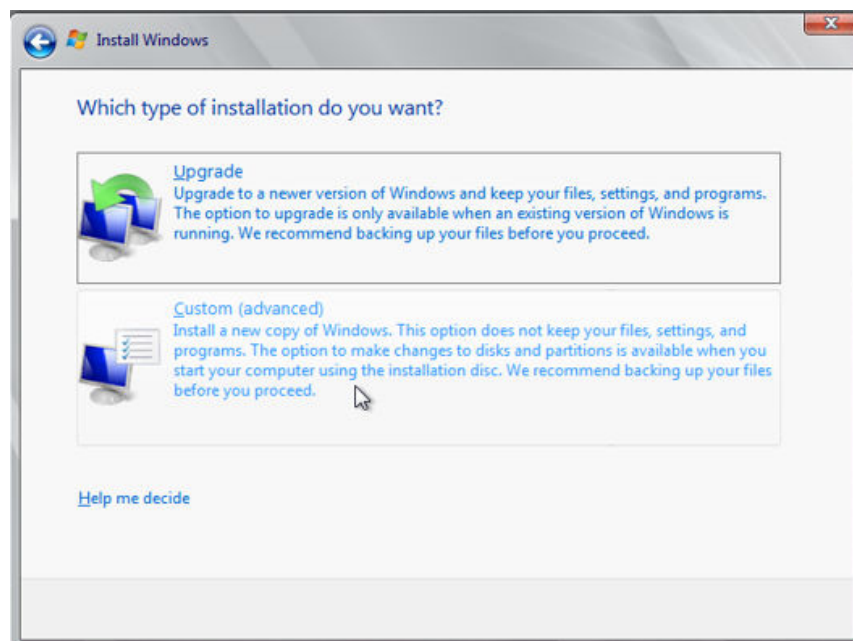 Install Windows
Which type of installation do you want?
Upgrade
Upgrade to a newer version of Windows and keep your files, settings, and programs.
The option to upgrade is only available when an existing version of Windows is
running. We recommend backing up your files before you proceed.
Custom (advanced)
Install a new copy of Windows. This option does not keep your files, settings, and
programs. The option to make changes to disks and partitions is available when you
start your computer using the installation disc. We recommend backing up your files
before you proceed.
Help me decide